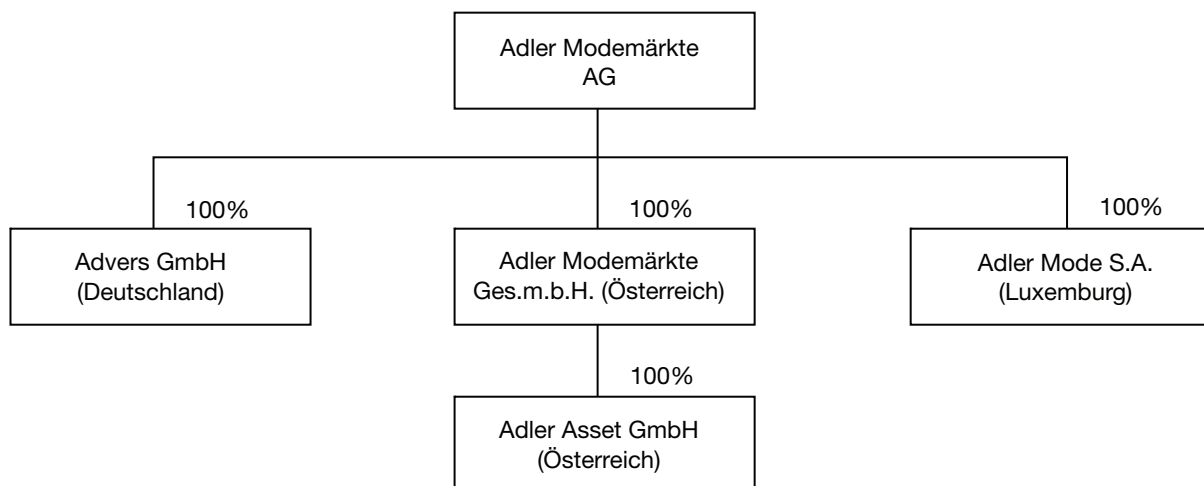 Adler Modemärkte
AG
100%
100%
100%
Advers GmbH
(Deutschland)
Adler Modemärkte
Ges.m.b.H. (Österreich)
Adler Mode S.A.
(Luxemburg)
100%
Adler Asset GmbH
(Österreich)